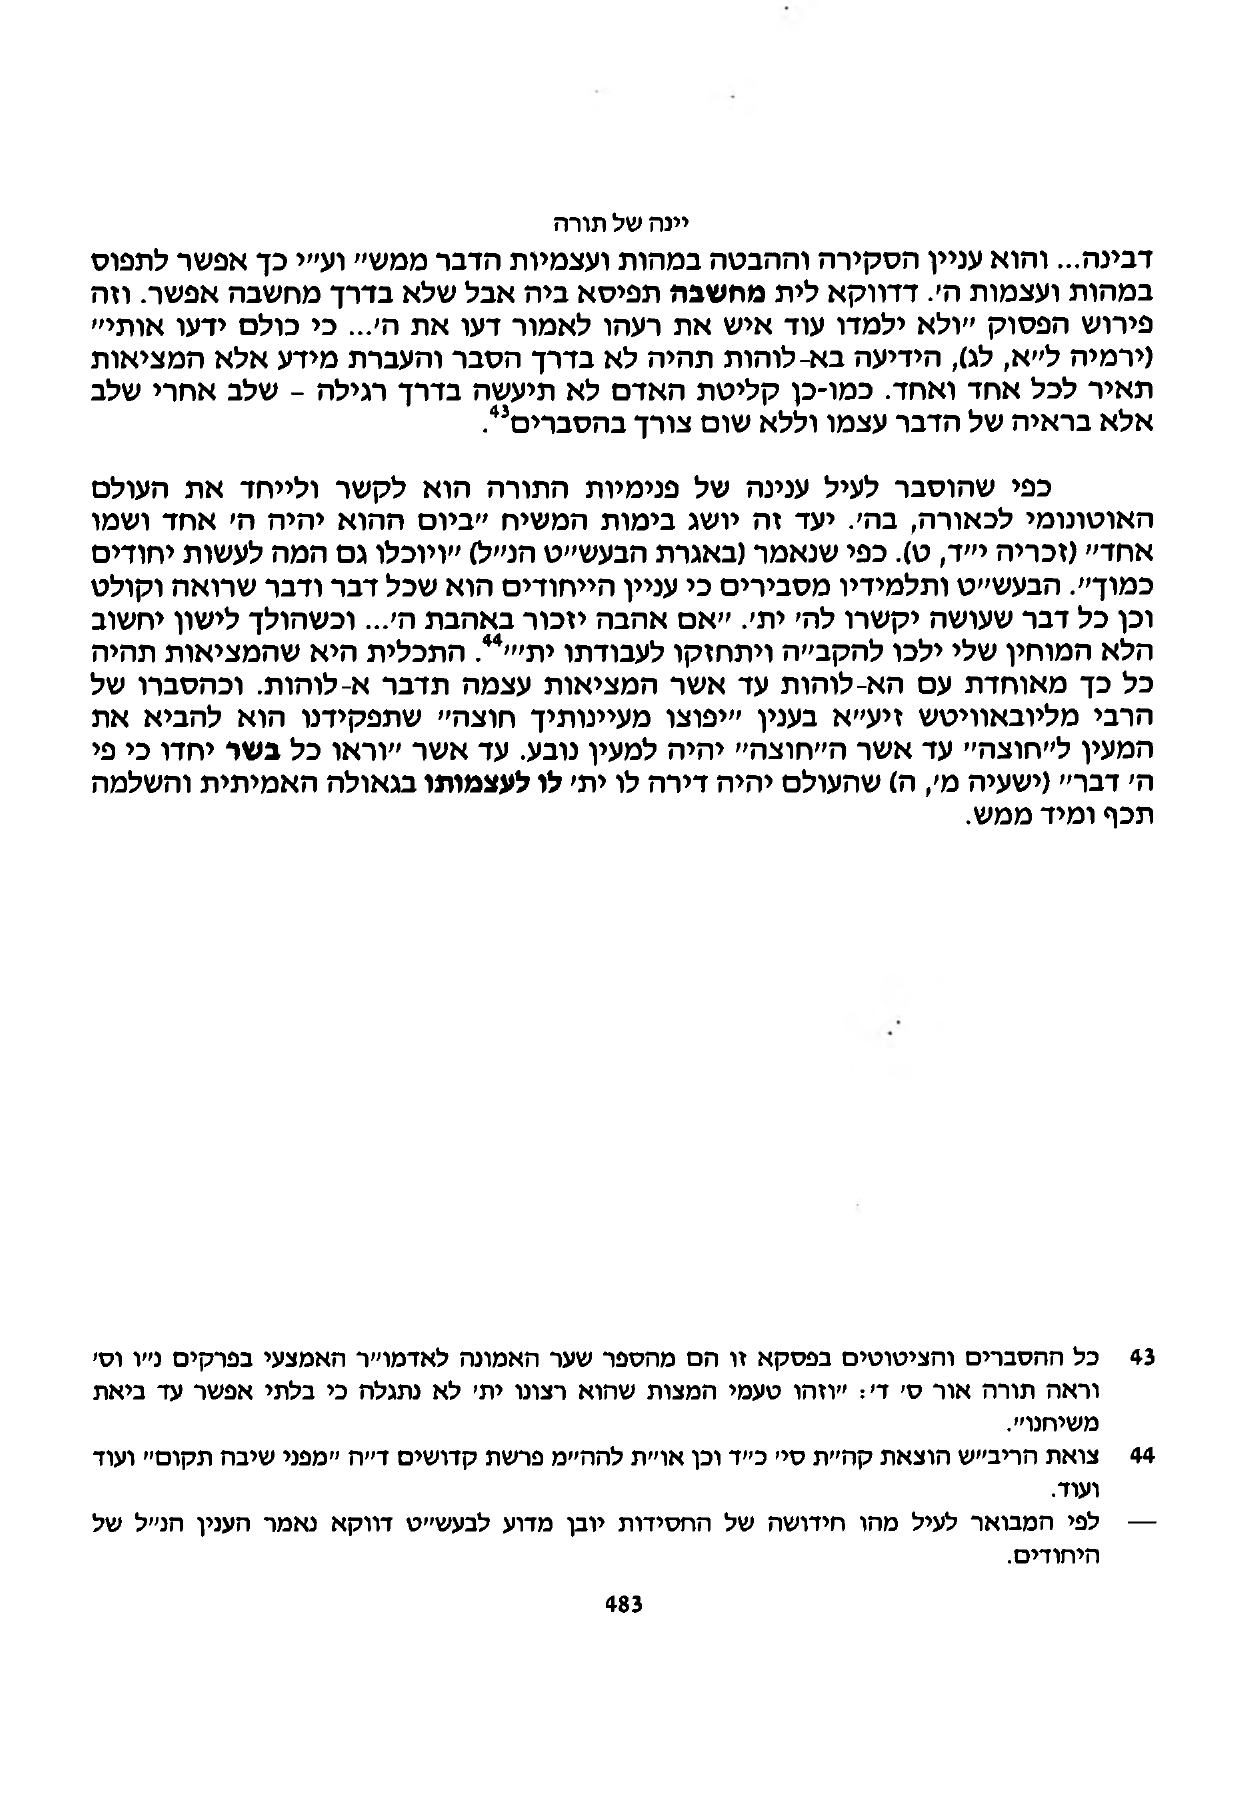 יינה של תורה
דבינה... והוא עניין הסקירה וההבטה במהות ועצמיות הדבר ממש" וע"י כך אפשר לתפוס
במהות ועצמות ה'. דדווקא לית מחשבה תפיסא ביה אבל שלא בדרך מחשבה אפשר. וזה
פירוש הפסוק "ולא ילמדו עוד איש את רעהו לאמור דעו את ה'... כי כולם ידעו אותי"
(ירמיה ל"א, לג), הידיעה בא-לוהות תהיה לא בדרך הסבר והעברת מידע אלא המציאות
תאיר לכל אחד ואחד. כמו-כן קליטת האדם לא תיעשה בדרך רגילה – שלב אחרי שלב
אלא בראיה של הדבר עצמו וללא שום צורך בהסברים43.
כפי שהוסבר לעיל ענינה של פנימיות התורה הוא לקשר ולייחד את העולם
האוטונומי לכאורה, בה'. יעד זה יושג בימות המשיח "ביום ההוא יהיה ה' אחד ושמו
אחד" (זכריה י"ד, ט). כפי שנאמר (באגרת הבעש"ט הנ"ל) "ויוכלו גם המה לעשות יחודים
כמוך". הבעש"ט ותלמידיו מסבירים כי עניין הייחודים הוא שכל דבר ודבר שרואה וקולט
וכן כל דבר שעושה יקשרו לה' ית'. "אם אהבה יזכור באהבת ה'... וכשהולך לישון יחשוב
הלא המוחין שלי ילכו להקב"ה ויתחזקו לעבודתו ית'"44. התכלית היא שהמציאות תהיה
כל כך מאוחדת עם הא-לוהות עד אשר המציאות עצמה תדבר א-לוהות. וכהסברו של
הרבי מליובאוויטש זיע"א בענין "יפוצו מעיינותיך חוצה" שתפקידנו הוא להביא את
המעין ל"חוצה" עד אשר ה"חוצה" יהיה למעין נובע. עד אשר "וראו כל בשר יחדו כי פי
ה' דבר" (ישעיה מ', ה) שהעולם יהיה דירה לו ית' לו לעצמותו בגאולה האמיתית והשלמה
תכף ומיד ממש.
43 כל ההסברים והציטוטים בפסקא זו הם מהספר שער האמונה לאדמו"ר האמצעי בפרקים נ"ו וס'
וראה תורה אור ס' ד': "וזהו טעמי המצות שהוא רצונו ית' לא נתגלה כי בלתי אפשר עד ביאת
משיחנו".
44 צואת הריב"ש הוצאת קה"ת סי' כ"ד וכן או"ת להה"מ פרשת קדושים ד"ה "מפני שיבה תקום" ועוד
ועוד.
— לפי המבואר לעיל מהו חידושה של החסידות יובן מדוע לבעש"ט דווקא נאמר הענין הנ"ל של
היחודים.
483